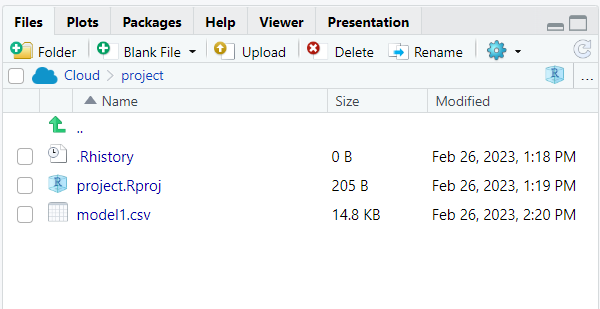 Files Plots Packages Help Viewer Presentation
Folder Blank File Upload Delete Rename
Cloud project R ...
Name Size Modified
..
.Rhistory 0 B Feb 26, 2023, 1:18 PM
R project.Rproj 205 B Feb 26, 2023, 1:19 PM
model1.csv 14.8 KB Feb 26, 2023, 2:20 PM